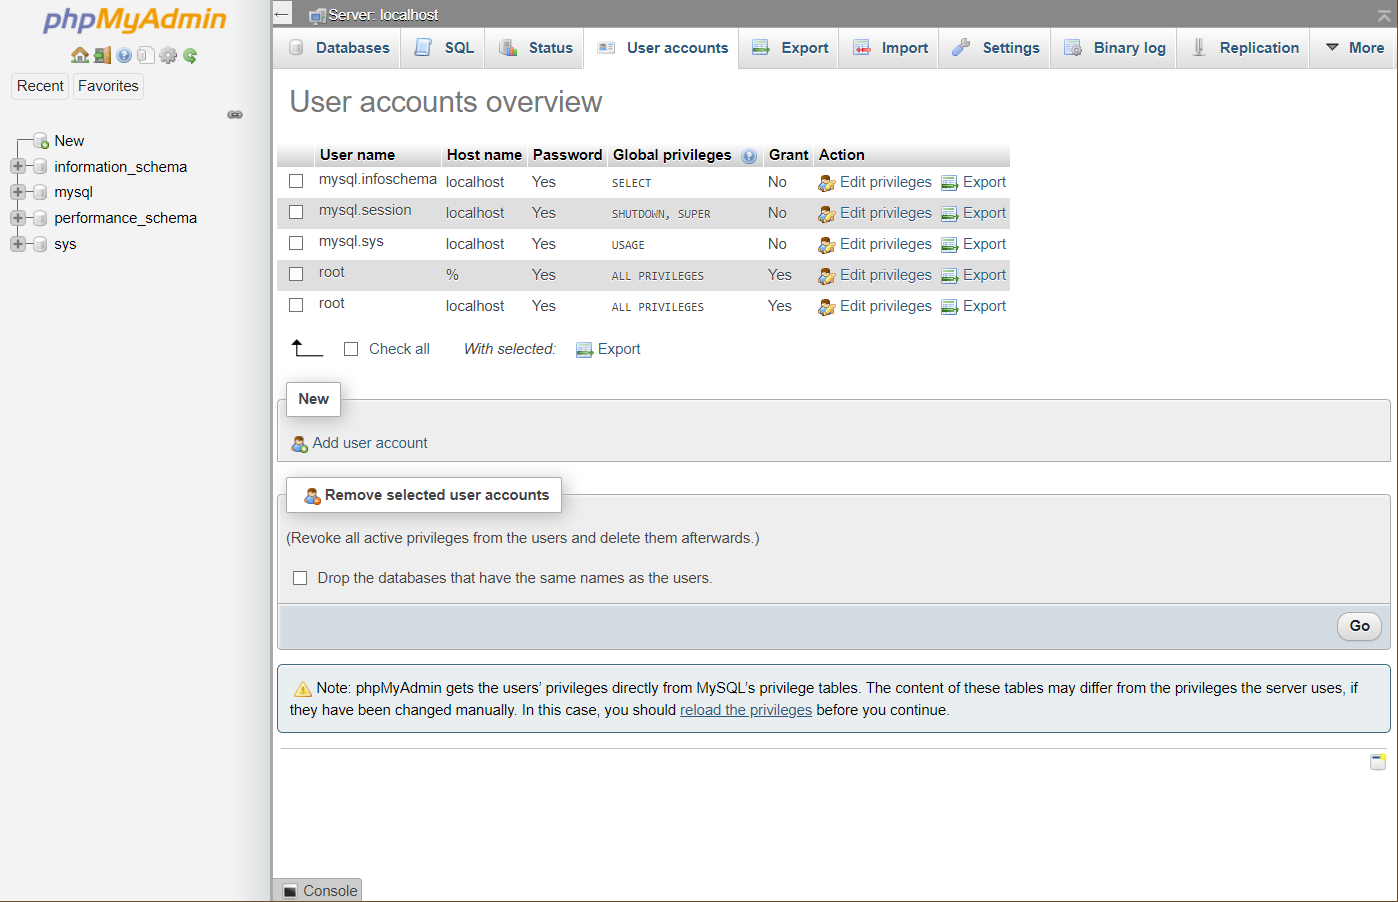 phpMyAdmin
Recent Favorites
New
information_schema
mysql
performance_schema
sys
Server: localhost
Databases SQL Status User accounts Export Import Settings Binary log Replication More
User accounts overview
User name Host name Password Global privileges Grant Action
mysql.infoschema localhost Yes SELECT No Edit privileges Export
mysql.session localhost Yes SHUTDOWN, SUPER No Edit privileges Export
mysql.sys localhost Yes USAGE No Edit privileges Export
root % Yes ALL PRIVILEGES Yes Edit privileges Export
root localhost Yes ALL PRIVILEGES Yes Edit privileges Export
Check all With selected: Export
New
Add user account
Remove selected user accounts
(Revoke all active privileges from the users and delete them afterwards.)
Drop the databases that have the same names as the users.
Go
Note: phpMyAdmin gets the users’ privileges directly from MySQL’s privilege tables. The content of these tables may differ from the privileges the server uses, if
they have been changed manually. In this case, you should reload the privileges before you continue.
Console